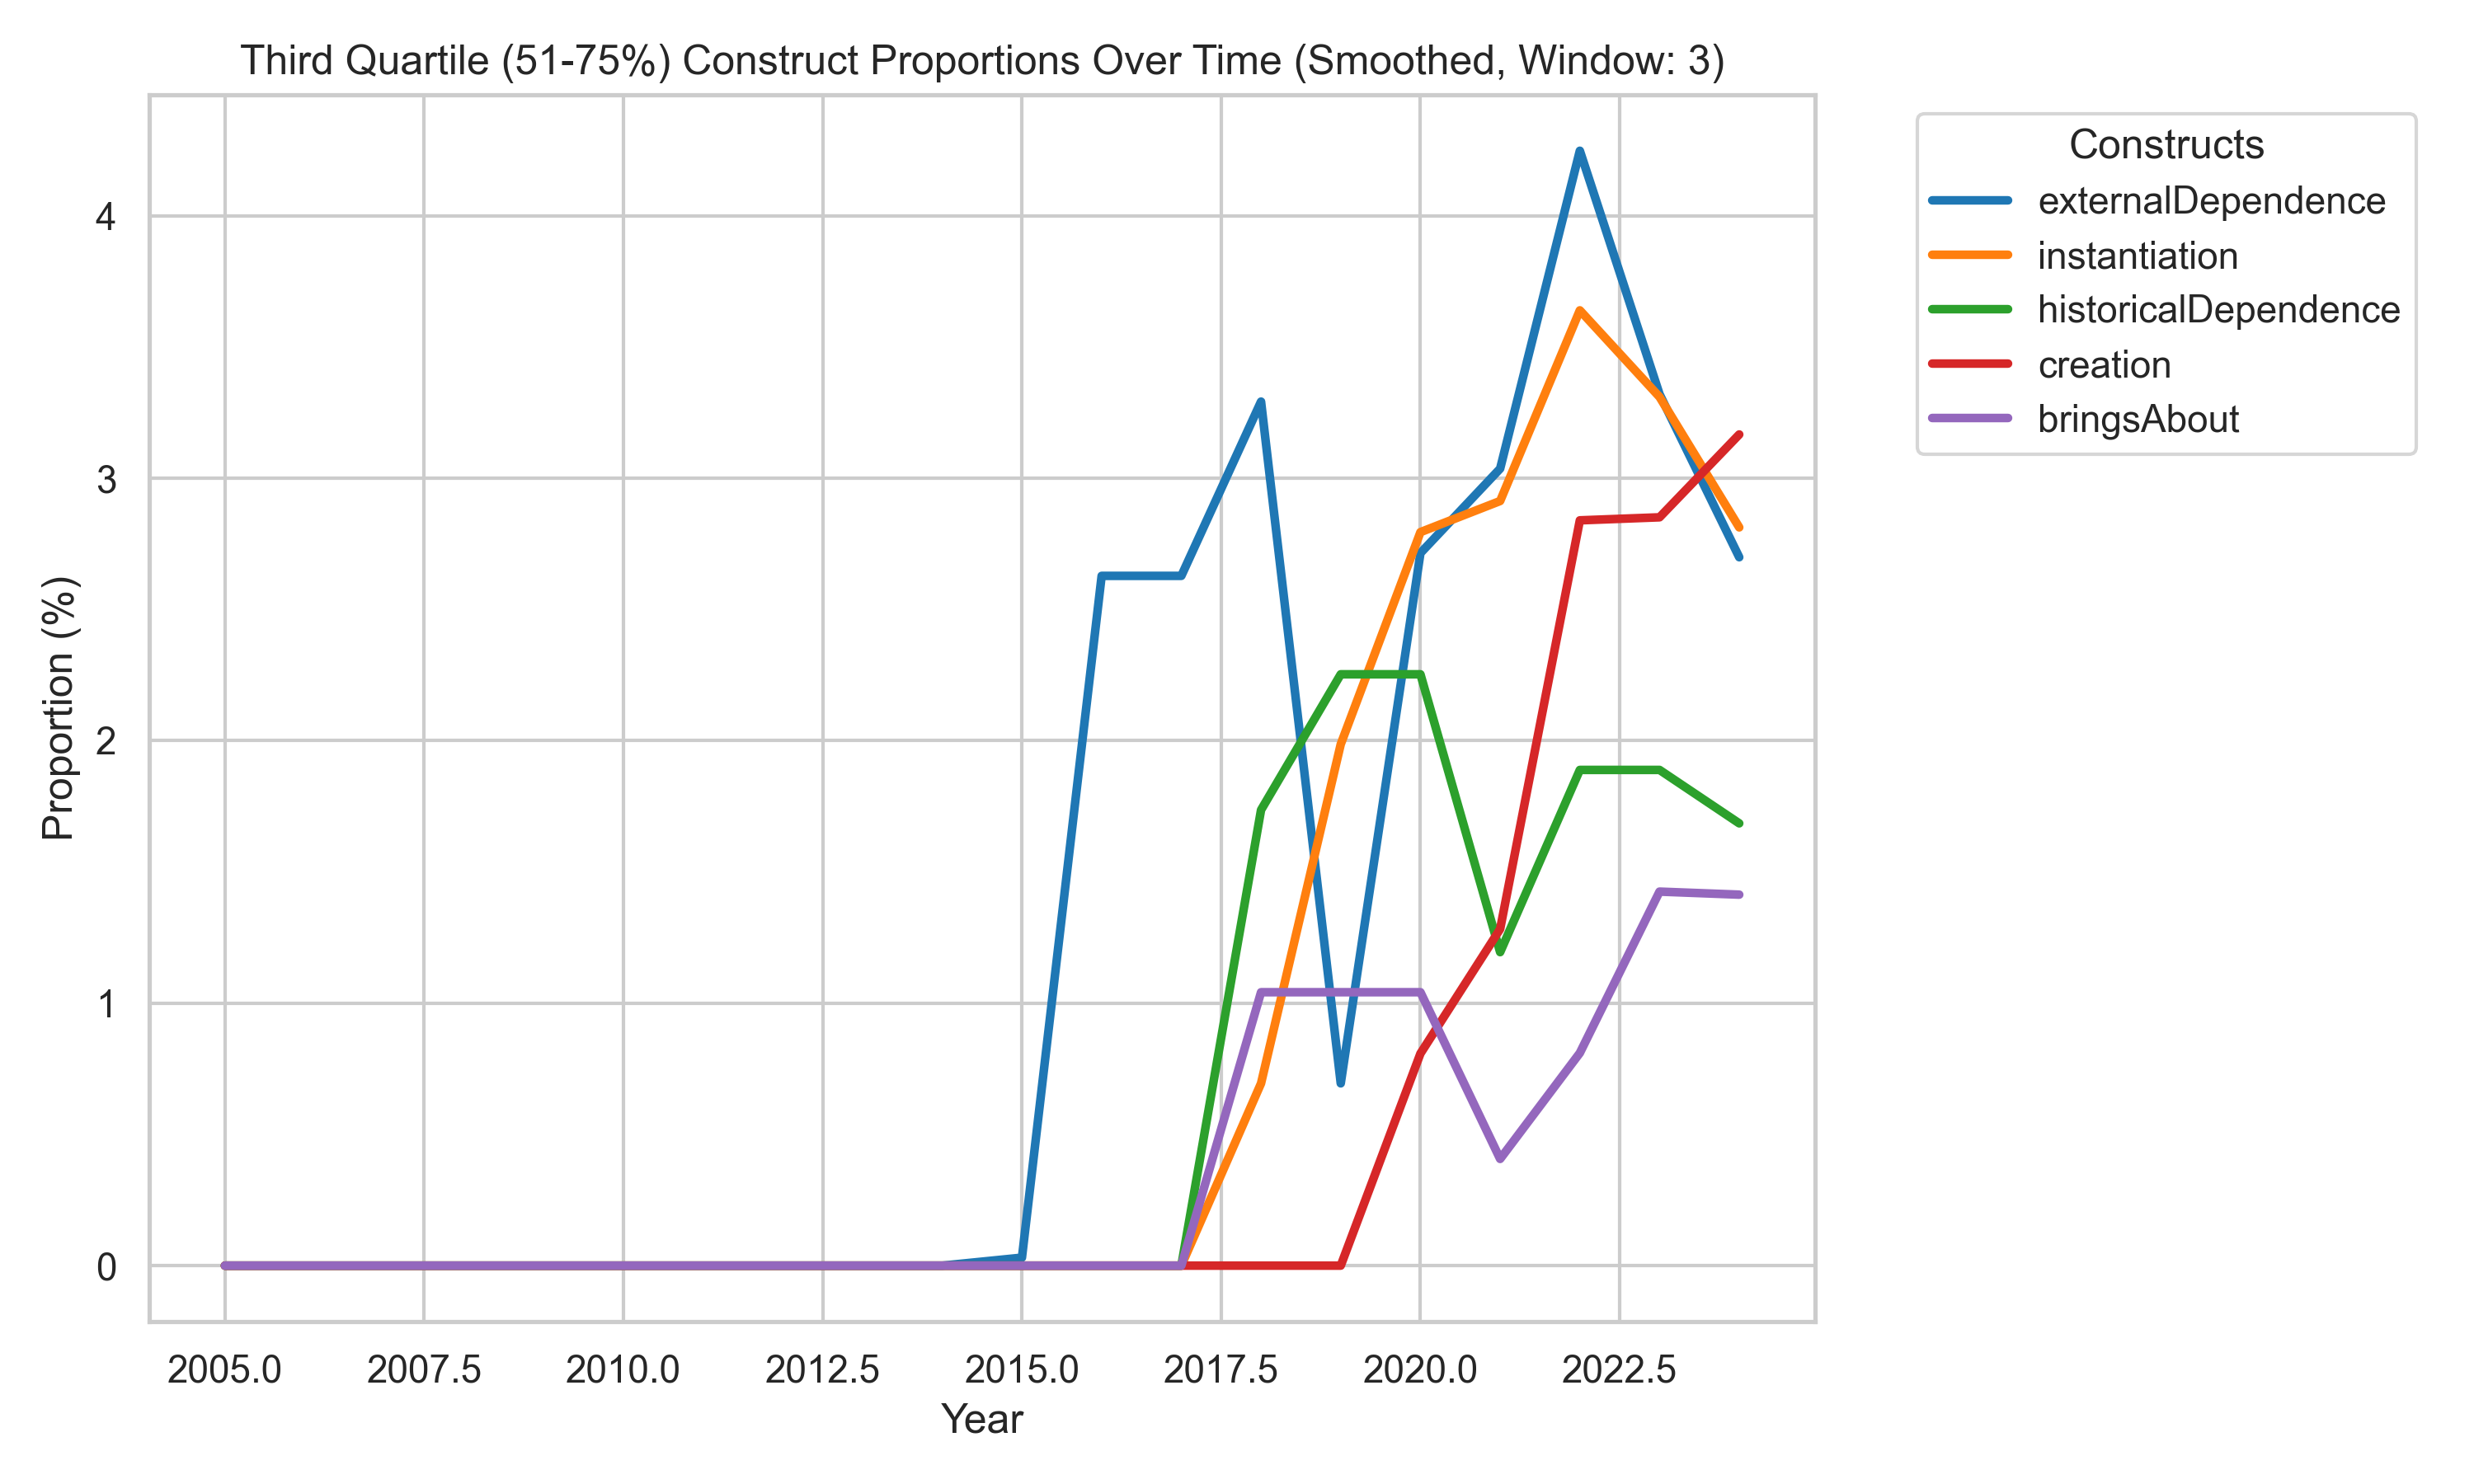 Third Quartile (51-75%) Construct Proportions Over Time (Smoothed, Window: 3)
Constructs
externalDependence
instantiation
historicalDependence
creation
bringsAbout
Proportion (%)
4
3
2
1
0
2005.0 2007.5 2010.0 2012.5 2015.0 2017.5 2020.0 2022.5
Year